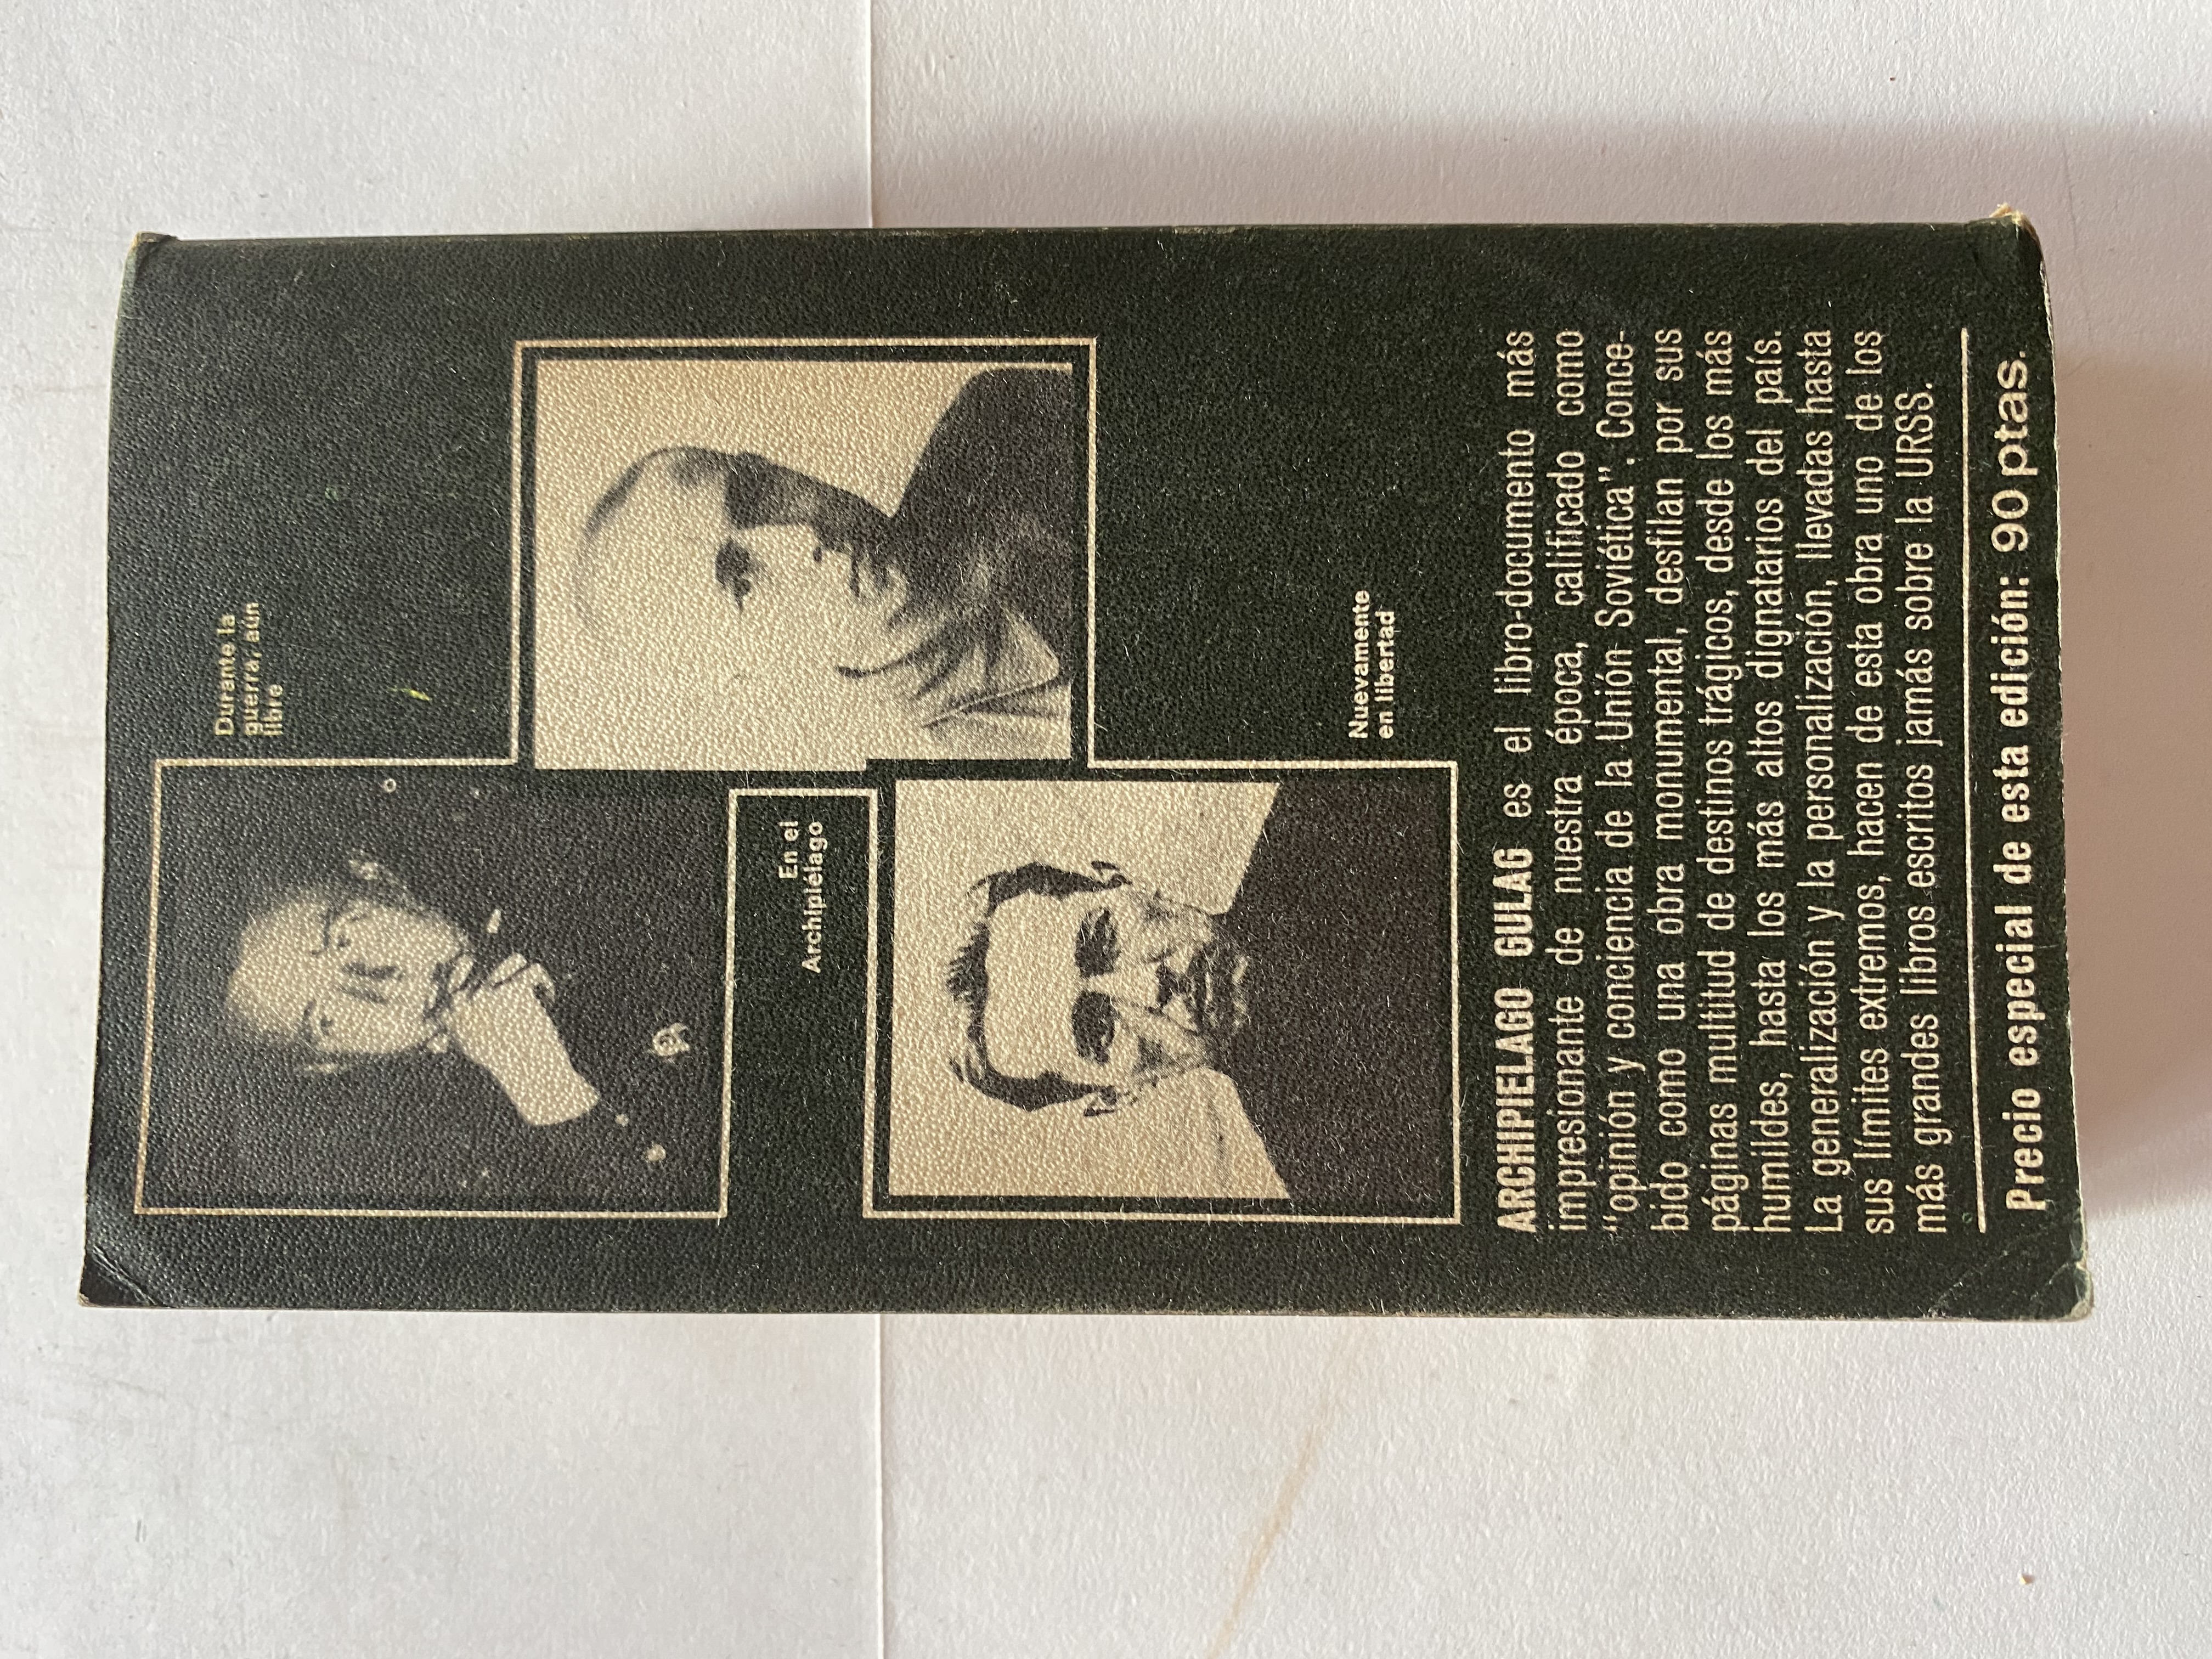 Durante la
guerra, aún
libre
En el
Archipiélago
Nuevamente
en libertad
ARCHIPIELAGO GULAG es el libro-documento más
impresionante de nuestra época, calificado como
“opinión y conciencia de la Unión Soviética”. Conce-
bido como una obra monumental, desfilan por sus
páginas multitud de destinos trágicos, desde los más
humildes, hasta los más altos dignatarios del país.
La generalización y la personalización, llevadas hasta
sus límites extremos, hacen de esta obra uno de los
más grandes libros escritos jamás sobre la URSS.
Precio especial de esta edición: 90 ptas.